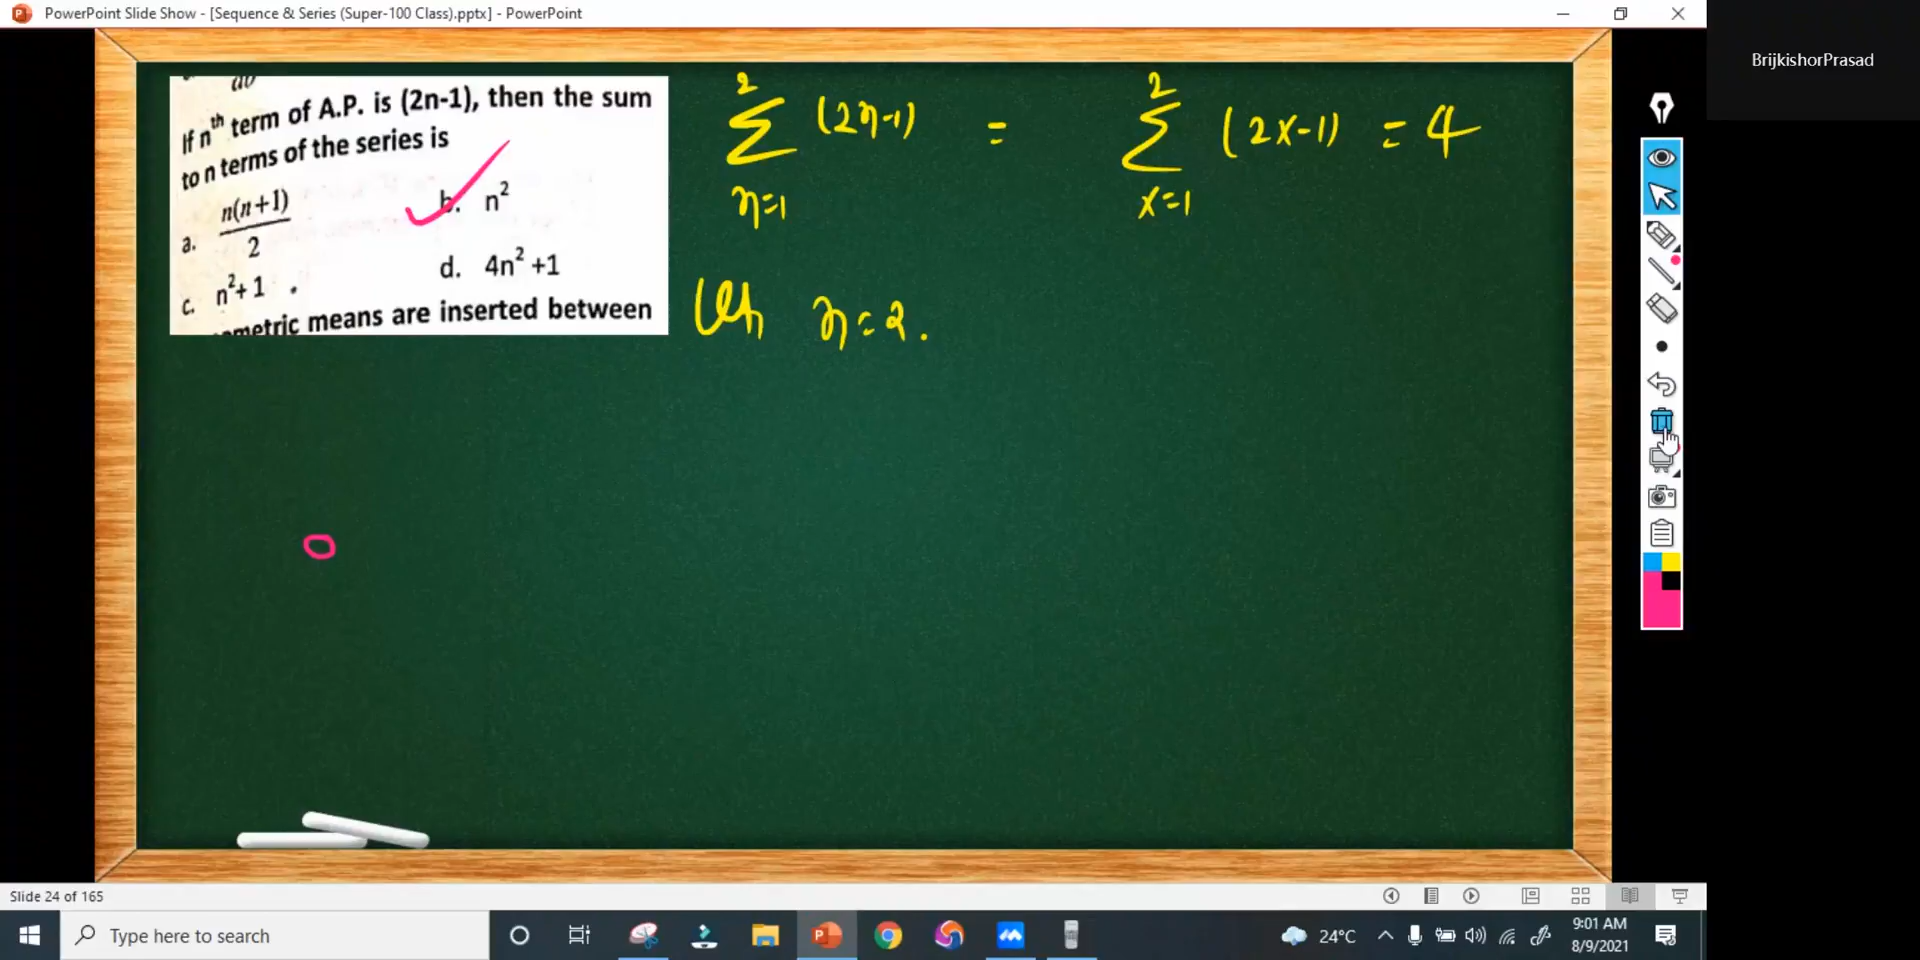 PowerPoint Slide Show - [Sequence & Series (Super-100 Class).pptx] - PowerPoint
BrijkishorPrasad
If nth term of A.P. is (2n-1), then the sum
to n terms of the series is
a. n(n+1)/2
b. n²
c. n²+1
d. 4n²+1
metric means are inserted between
2 2
∑ (2n-1) = ∑ (2x-1) = 4
n=1 x=1
n=2.
Slide 24 of 165
Type here to search
24°C
9:01 AM
8/9/2021